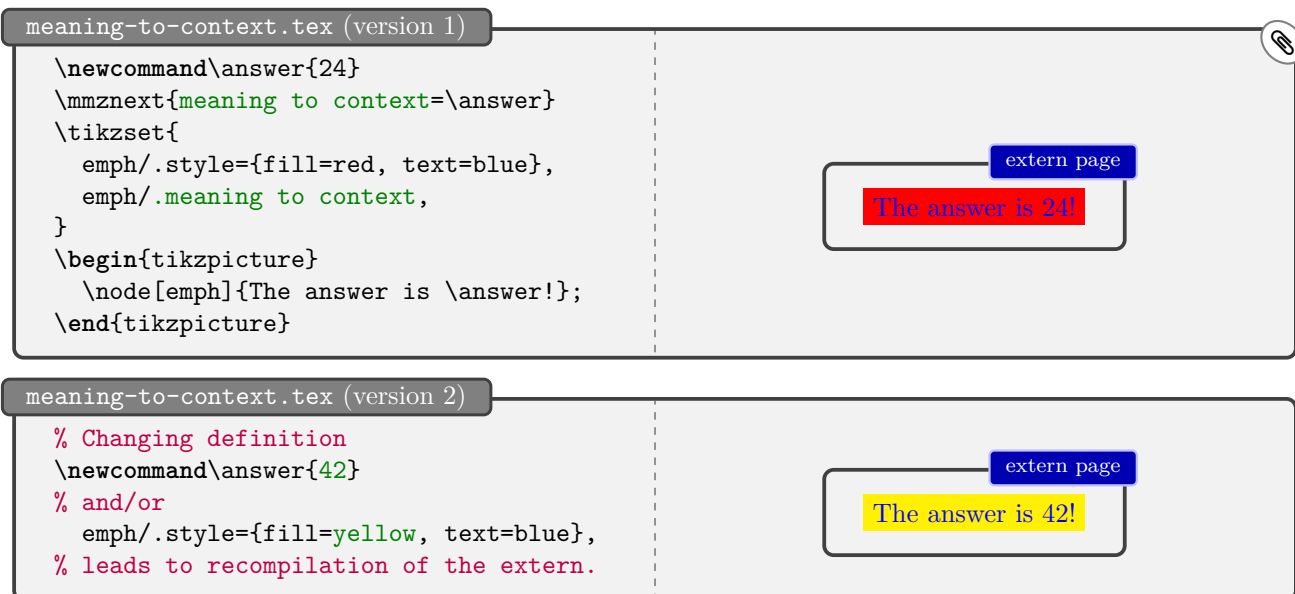 meaning-to-context.tex (version 1)
\newcommand\answer{24}
\mmznext{meaning to context=\answer}
\tikzset{
  emph/.style={fill=red, text=blue},
  emph/.meaning to context,
}
\begin{tikzpicture}
  \node[emph]{The answer is \answer!};
\end{tikzpicture}
extern page
The answer is 24!
meaning-to-context.tex (version 2)
% Changing definition
\newcommand\answer{42}
% and/or
  emph/.style={fill=yellow, text=blue},
% leads to recompilation of the extern.
extern page
The answer is 42!